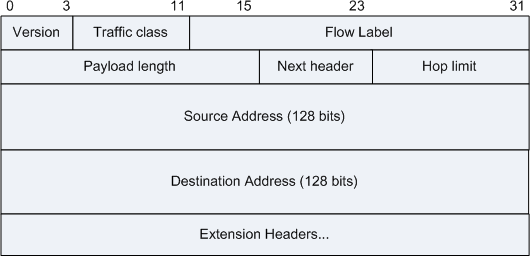 0 3 11 15 23 31
Version Traffic class Flow Label
Payload length Next header Hop limit
Source Address (128 bits)
Destination Address (128 bits)
Extension Headers...